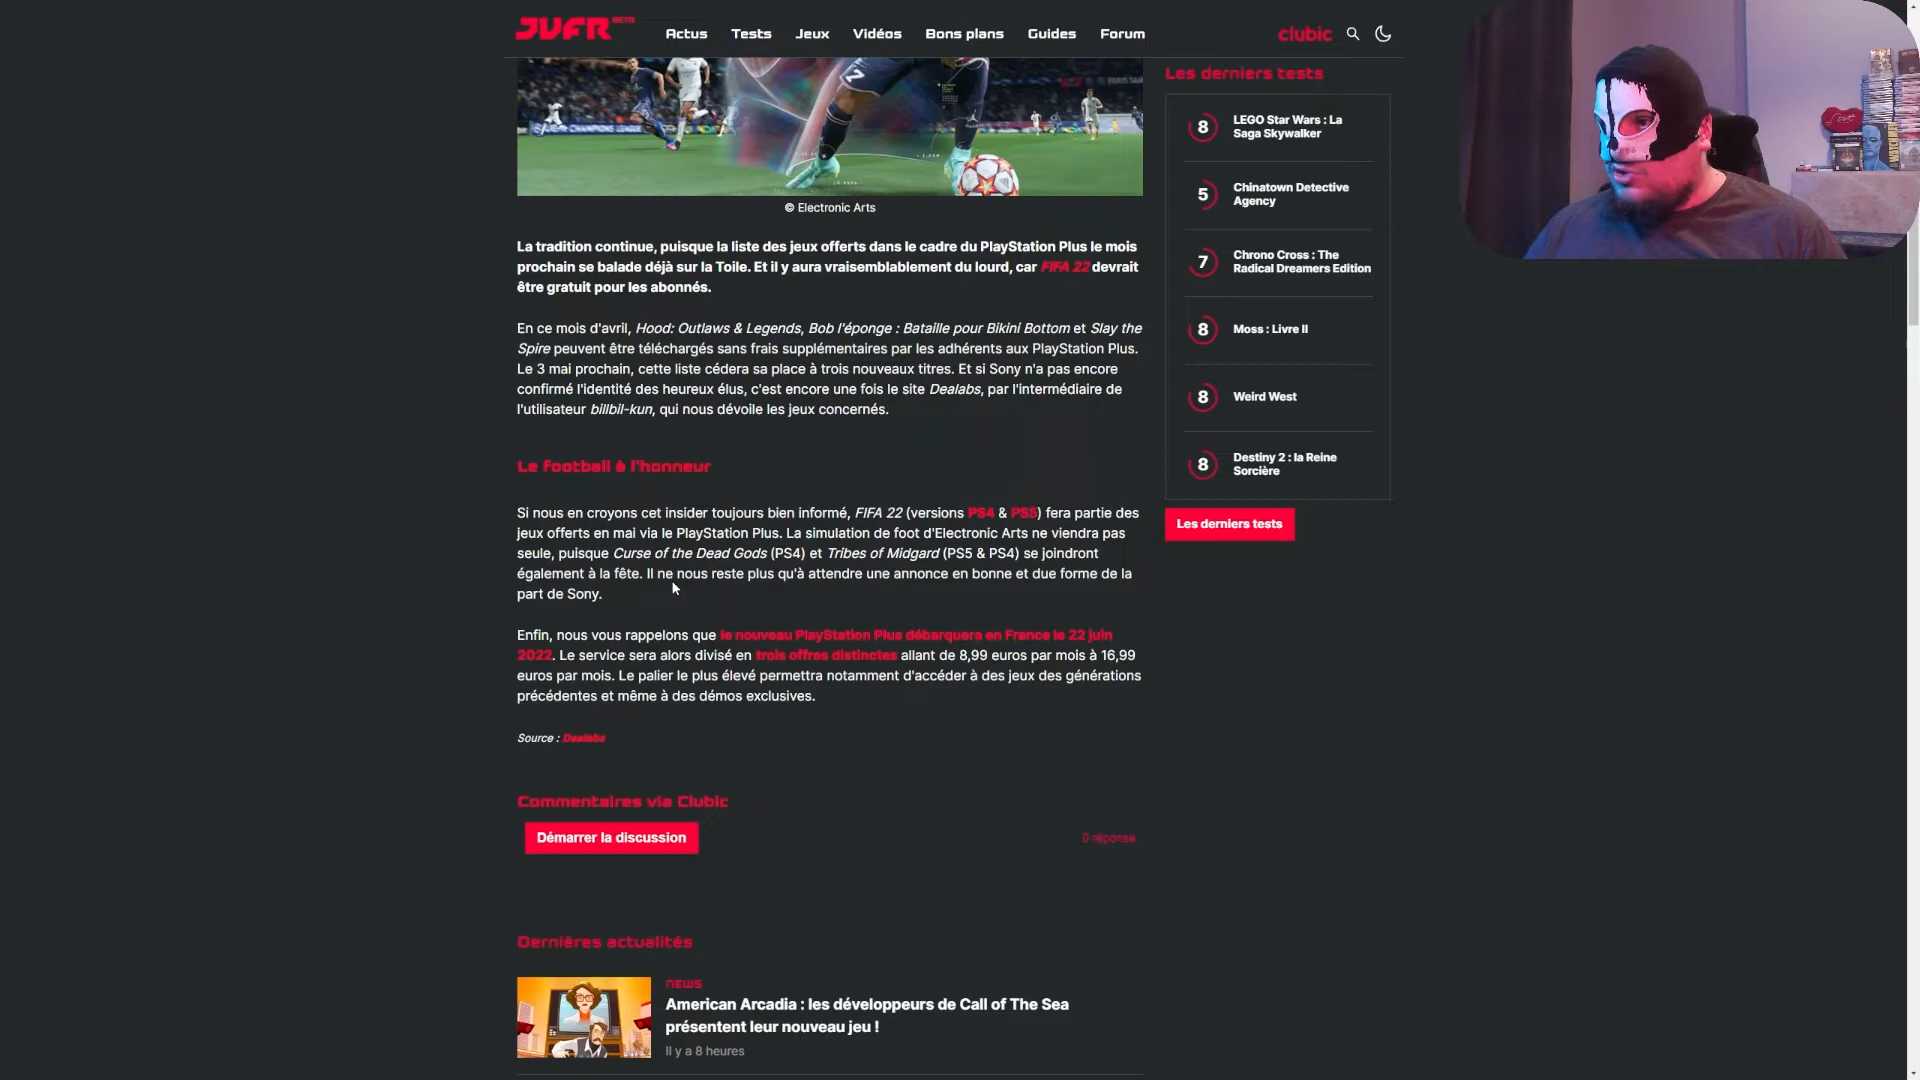 JVFR BETA
Actus Tests Jeux Vidéos Bons plans Guides Forum
clubic
© Electronic Arts
La tradition continue, puisque la liste des jeux offerts dans le cadre du PlayStation Plus le mois
prochain se balade déjà sur la Toile. Et il y aura vraisemblablement du lourd, car FIFA 22 devrait
être gratuit pour les abonnés.
En ce mois d'avril, Hood: Outlaws & Legends, Bob l'éponge : Bataille pour Bikini Bottom et Slay the
Spire peuvent être téléchargés sans frais supplémentaires par les adhérents aux PlayStation Plus.
Le 3 mai prochain, cette liste cédera sa place à trois nouveaux titres. Et si Sony n'a pas encore
confirmé l'identité des heureux élus, c'est encore une fois le site Dealabs, par l'intermédiaire de
l'utilisateur billbil-kun, qui nous dévoile les jeux concernés.
Le football à l'honneur
Si nous en croyons cet insider toujours bien informé, FIFA 22 (versions PS4 & PS5) fera partie des
jeux offerts en mai via le PlayStation Plus. La simulation de foot d'Electronic Arts ne viendra pas
seule, puisque Curse of the Dead Gods (PS4) et Tribes of Midgard (PS5 & PS4) se joindront
également à la fête. Il ne nous reste plus qu'à attendre une annonce en bonne et due forme de la
part de Sony.
Enfin, nous vous rappelons que le nouveau PlayStation Plus débarquera en France le 22 juin
2022. Le service sera alors divisé en trois offres distinctes allant de 8,99 euros par mois à 16,99
euros par mois. Le palier le plus élevé permettra notamment d'accéder à des jeux des générations
précédentes et même à des démos exclusives.
Source : Dealabs
Commentaires via Clubic
Démarrer la discussion
0 réponse
Dernières actualités
NEWS
American Arcadia : les développeurs de Call of The Sea
présentent leur nouveau jeu !
Il y a 8 heures
Les derniers tests
8 LEGO Star Wars : La
Saga Skywalker
5 Chinatown Detective
Agency
7 Chrono Cross : The
Radical Dreamers Edition
8 Moss : Livre II
8 Weird West
8 Destiny 2 : la Reine
Sorcière
Les derniers tests
Love
WATCHMEN